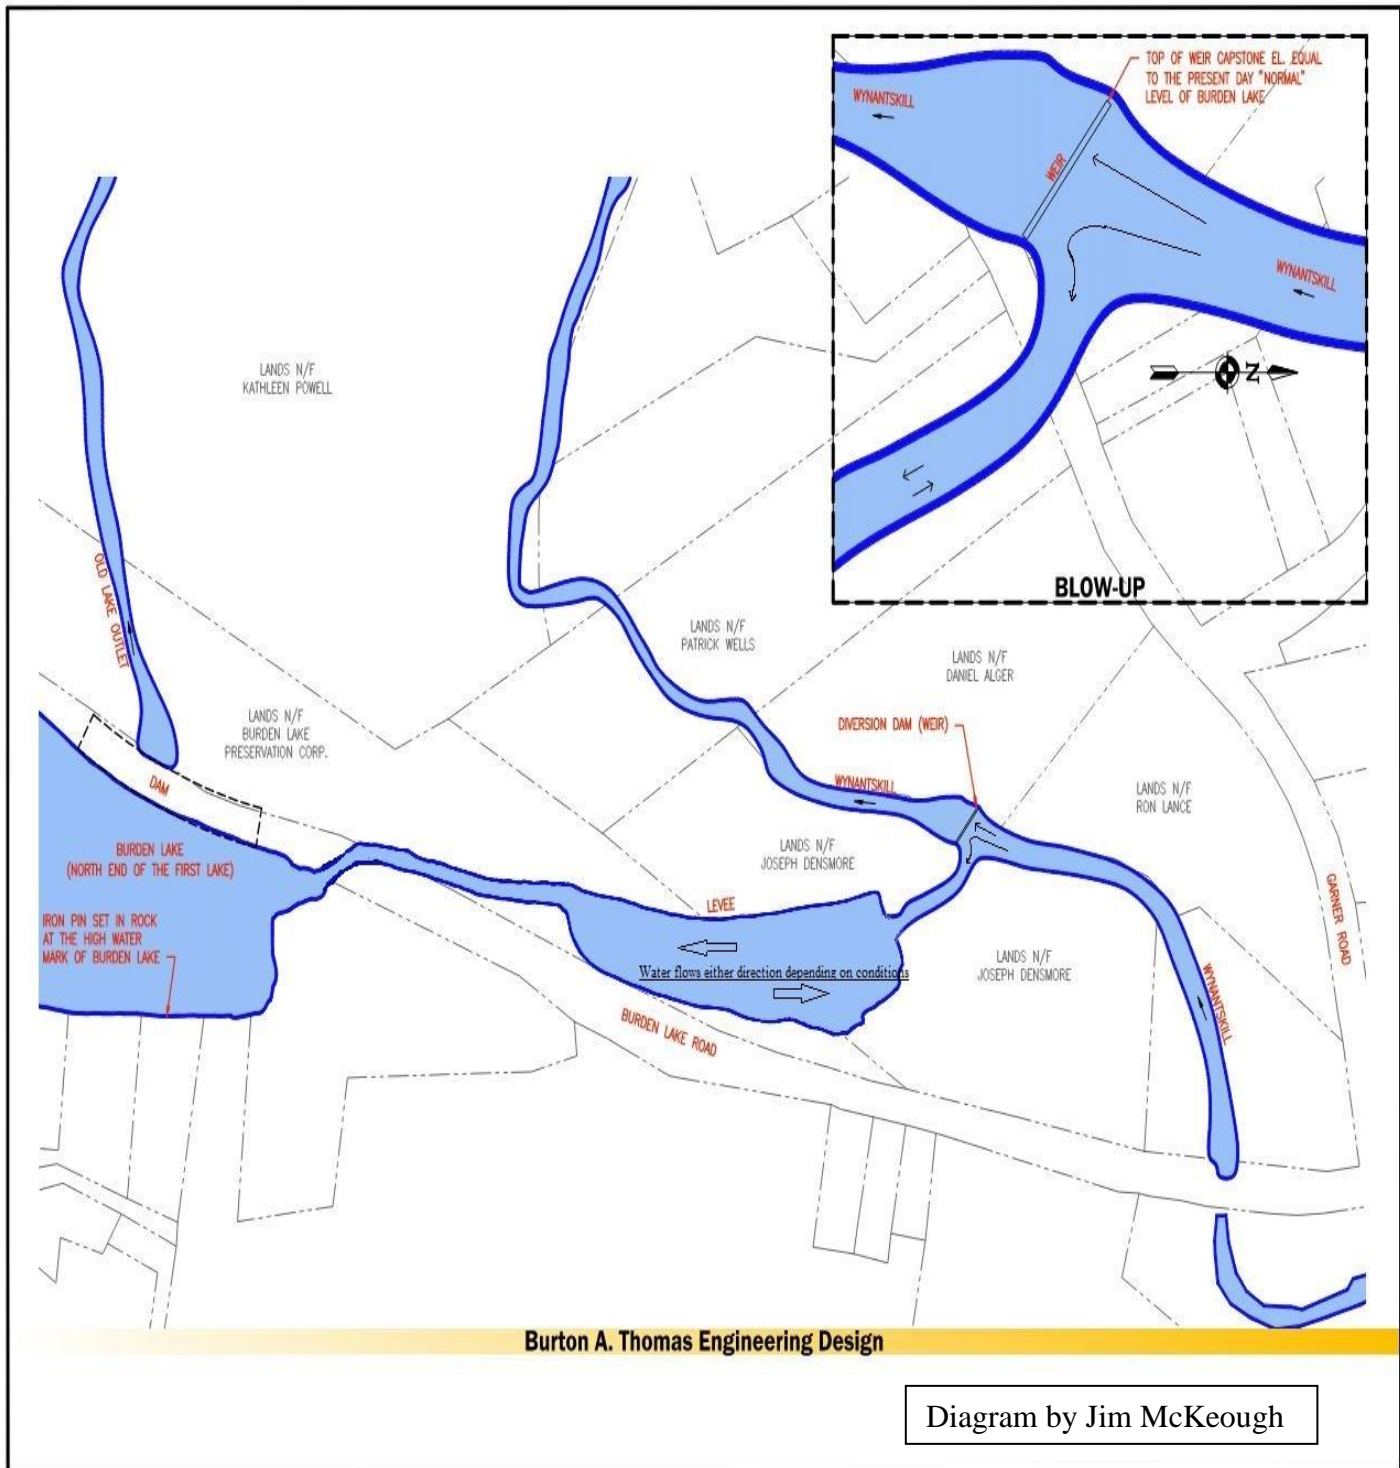 TOP OF WEIR CAPSTONE EL. EQUAL
TO THE PRESENT DAY "NORMAL"
LEVEL OF BURDEN LAKE
WYNANTSKILL
WEIR
WYNANTSKILL
N
BLOW-UP
LANDS N/F
KATHLEEN POWELL
OLD LAKE OUTLET
LANDS N/F
PATRICK WELLS
LANDS N/F
DANIEL ALGER
LANDS N/F
BURDEN LAKE
PRESERVATION CORP.
DIVERSION DAM (WEIR)
DAM
WYNANTSKILL
LANDS N/F
RON LANCE
LANDS N/F
JOSEPH DENSMORE
BURDEN LAKE
(NORTH END OF THE FIRST LAKE)
LEVEE
GARNER ROAD
IRON PIN SET IN ROCK
AT THE HIGH WATER
MARK OF BURDEN LAKE
Water flows either direction depending on conditions
LANDS N/F
JOSEPH DENSMORE
WYNANTSKILL
BURDEN LAKE ROAD
Burton A. Thomas Engineering Design
Diagram by Jim McKeough